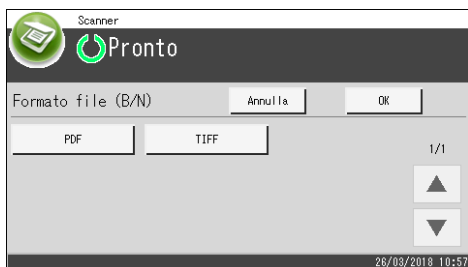 Scanner
Pronto
Formato file (B/N) Annulla OK
PDF TIFF
1/1
26/03/2018 10:57